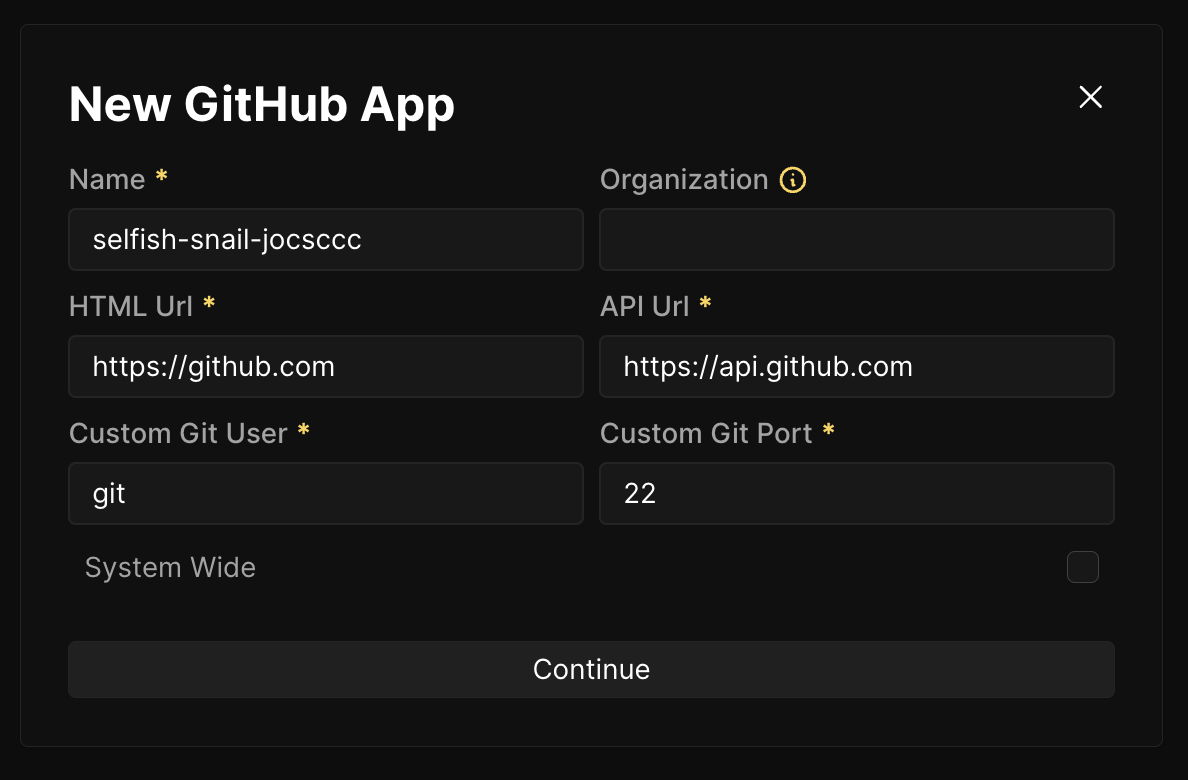 New GitHub App
Name *
Organization
selfish-snail-jocsccc
HTML Url *
API Url *
https://github.com
https://api.github.com
Custom Git User *
Custom Git Port *
git
22
System Wide
Continue